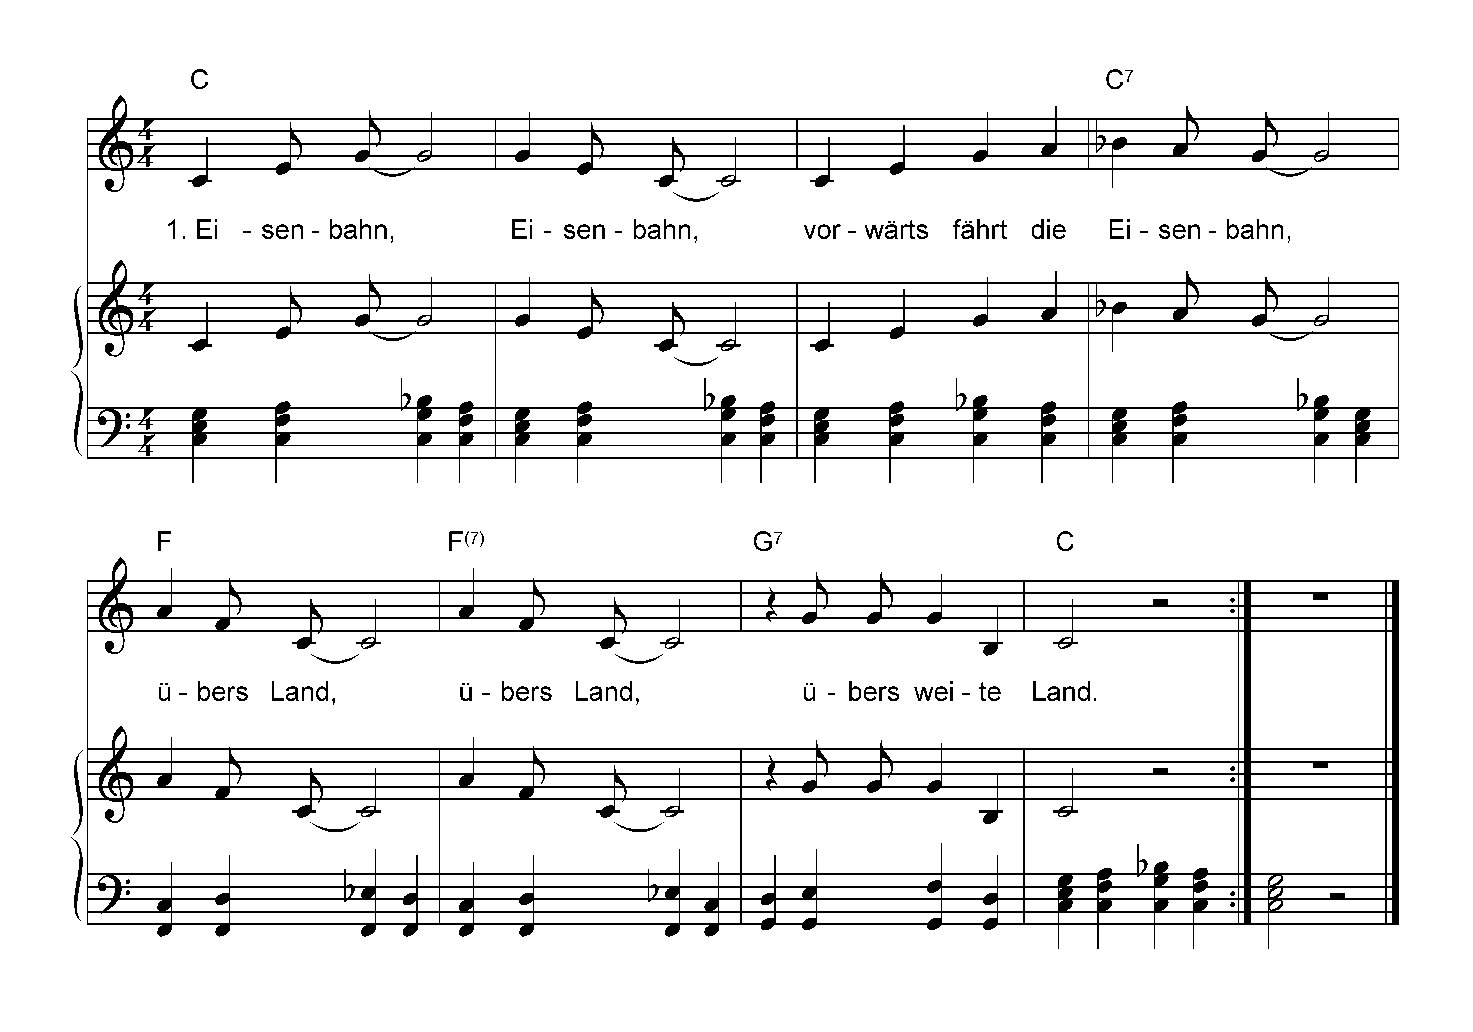 C C7
1. Ei - sen - bahn, Ei - sen - bahn, vor - wärts fährt die Ei - sen - bahn,
F F(7) G7 C
ü - bers Land, ü - bers Land, ü - bers wei - te Land.